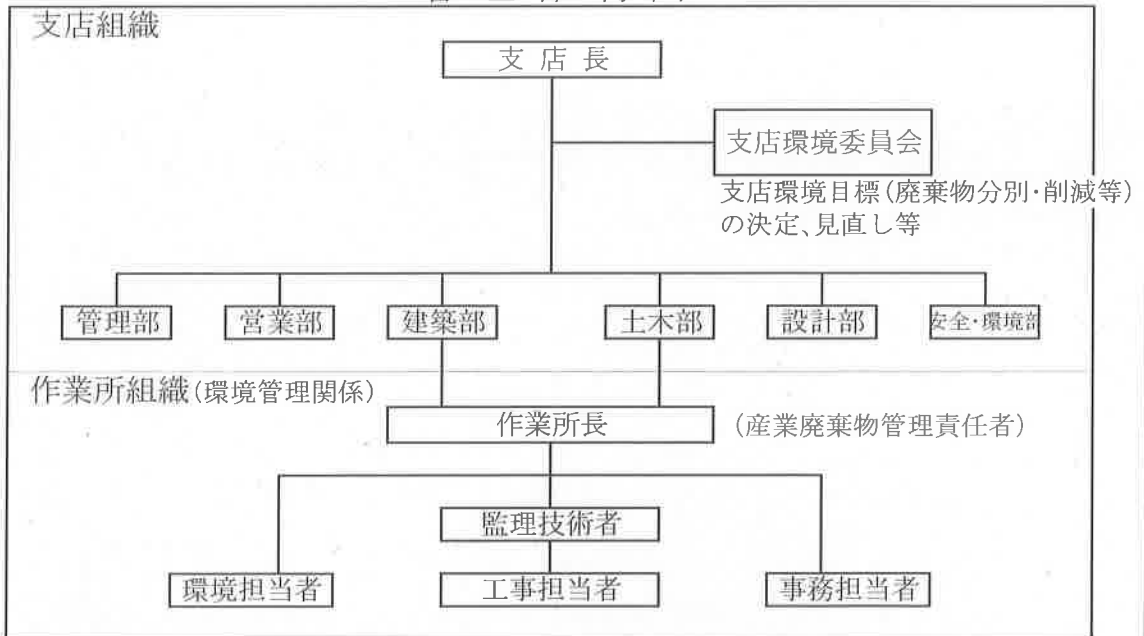 支店組織
支店長
支店環境委員会
支店環境目標(廃棄物分別・削減等)
の決定、見直し等
管理部 営業部 建築部 土木部 設計部 安全・環境部
作業所組織(環境管理関係)
作業所長 (産業廃棄物管理責任者)
監理技術者
環境担当者 工事担当者 事務担当者